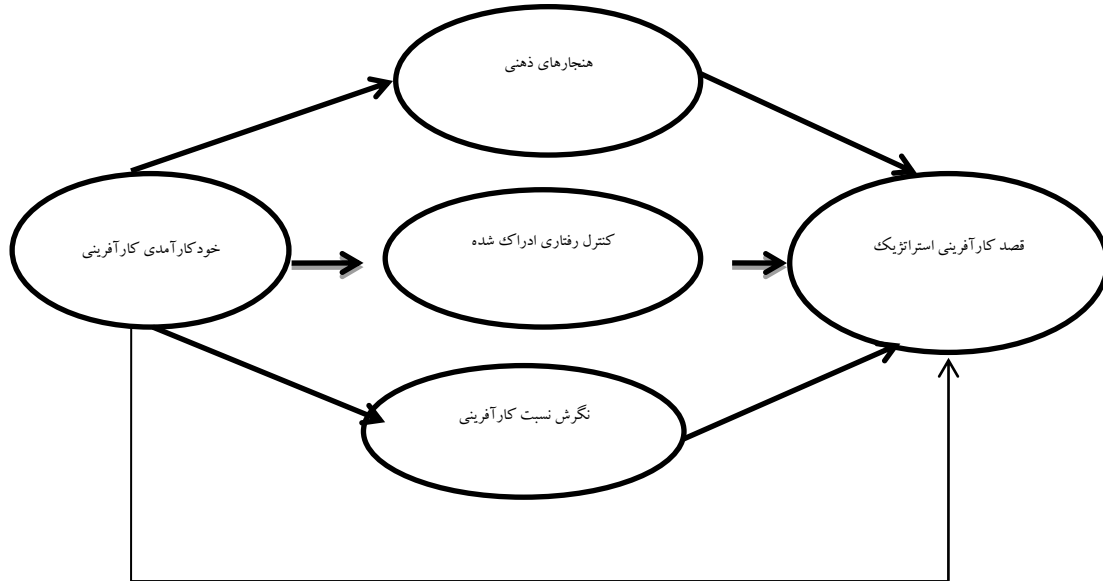 هنجارهای ذهنی
خودکارآمدی کارآفرینی
کنترل رفتاری ادراک شده
قصد کارآفرینی استراتژیک
نگرش نسبت کارآفرینی